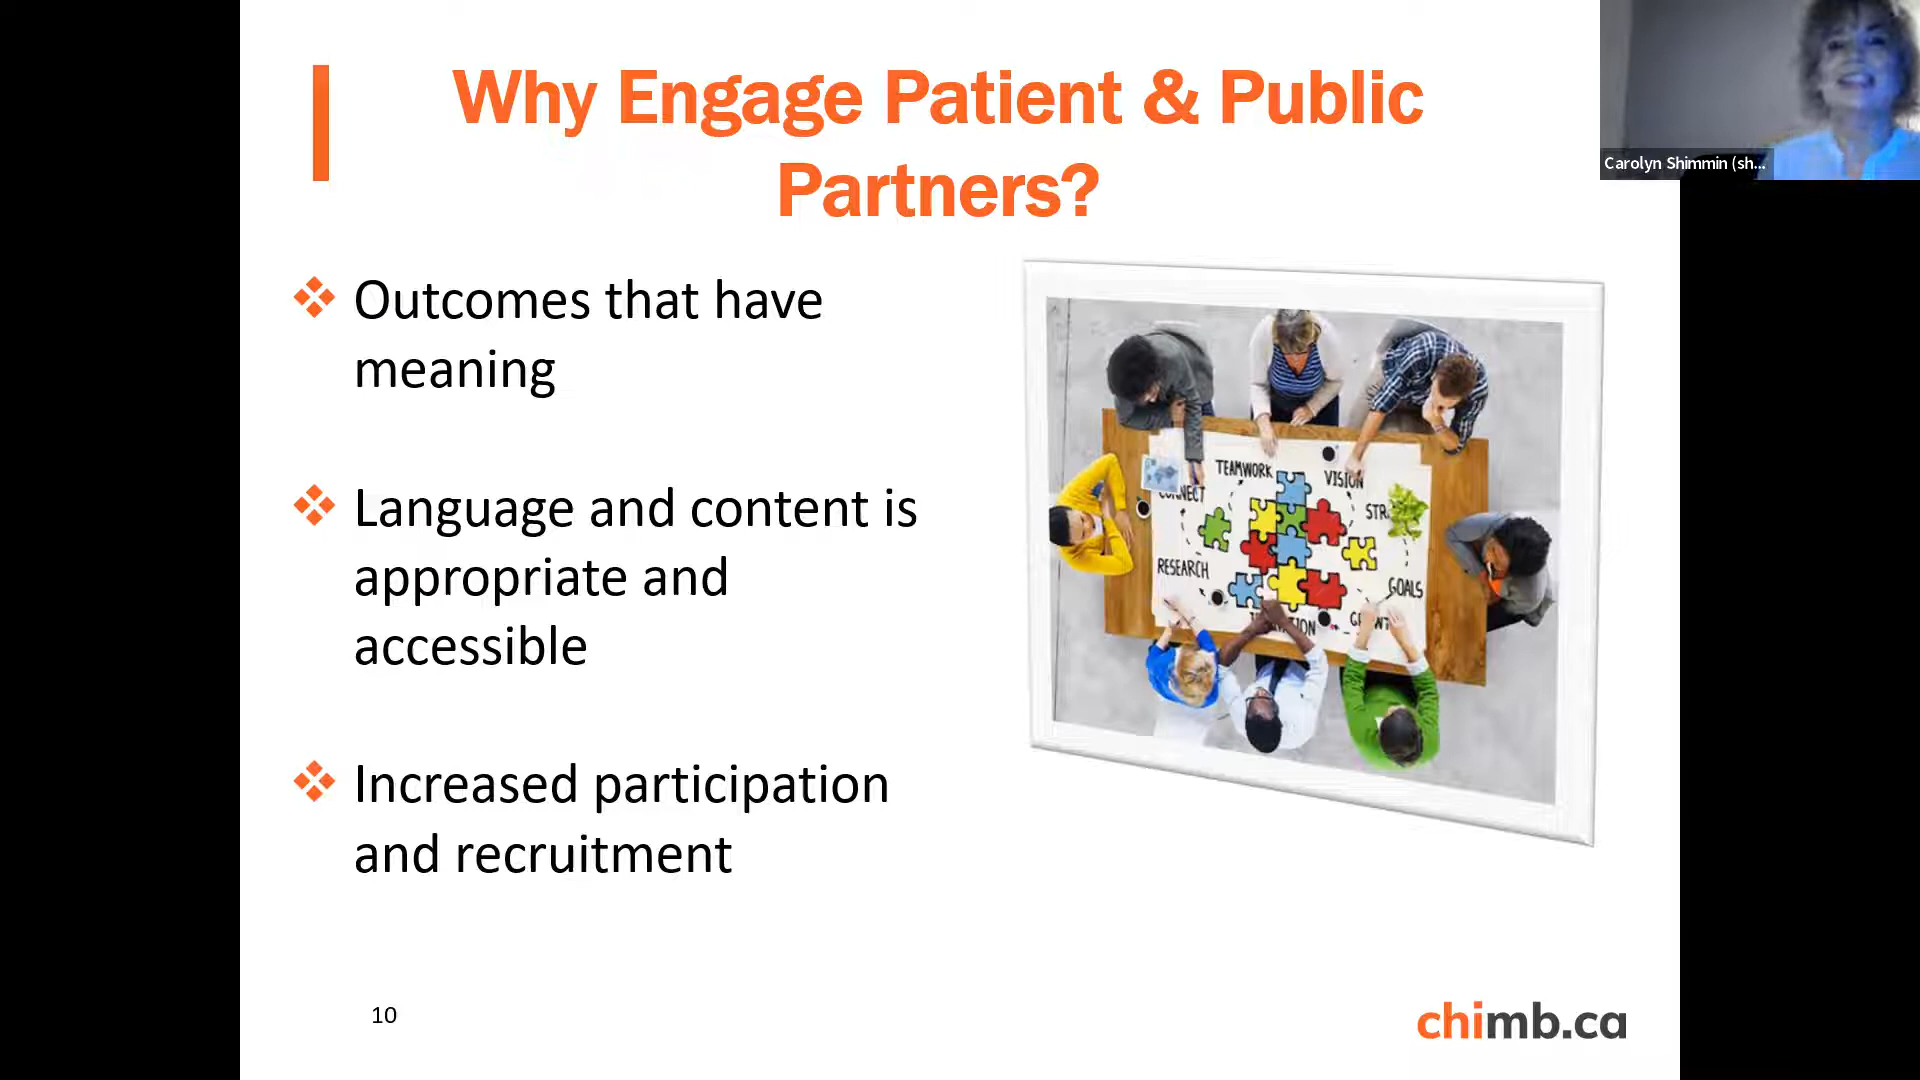 Why Engage Patient & Public
Partners?
Carolyn Shimmin (sh...
Outcomes that have
meaning
Language and content is
appropriate and
accessible
Increased participation
and recruitment
TEAMWORK
VISION
RESEARCH
GOALS
10
chimb.ca